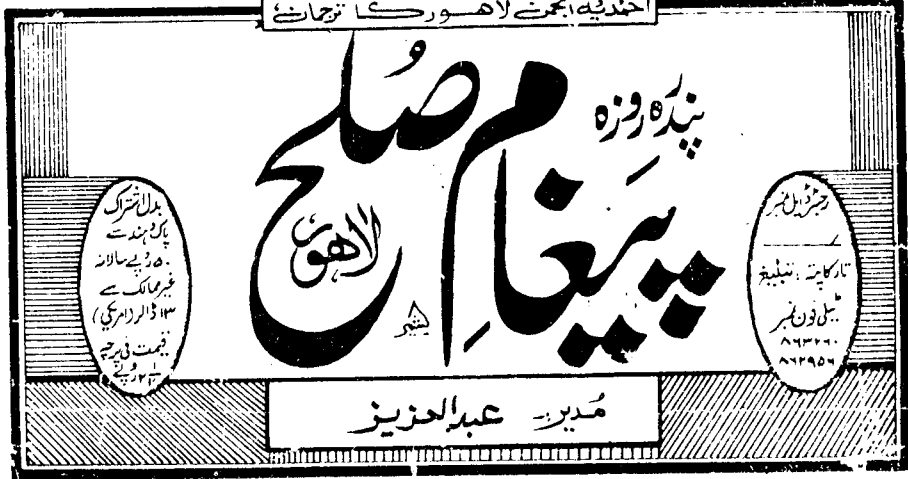 احمدیہ انجمن لاہور کا ترجمان
پندرہ روزہ
پیغامِ صلح
لاہور
بشیر
رجسٹرڈ ایل نمبر
تار کا پتہ : تبلیغ
ٹیلی فون نمبر
۸۶۳۲۶۰
۸۶۲۹۵۶
بدل اشتراک
پاک و ہند سے
۵۰ روپے سالانہ
غیر ممالک سے
۱۳ ڈالر (امریکی)
قیمت فی پرچہ
روپے
مدیر۔ عبدالعزیز